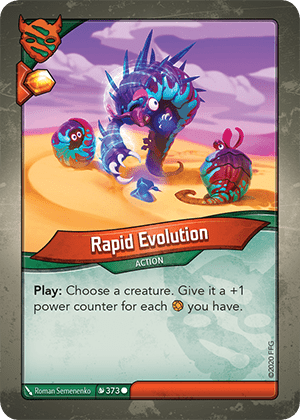 Rapid Evolution
ACTION
Play: Choose a creature. Give it a +1
power counter for each you have.
©2020 FFG
Roman Semenenko 373